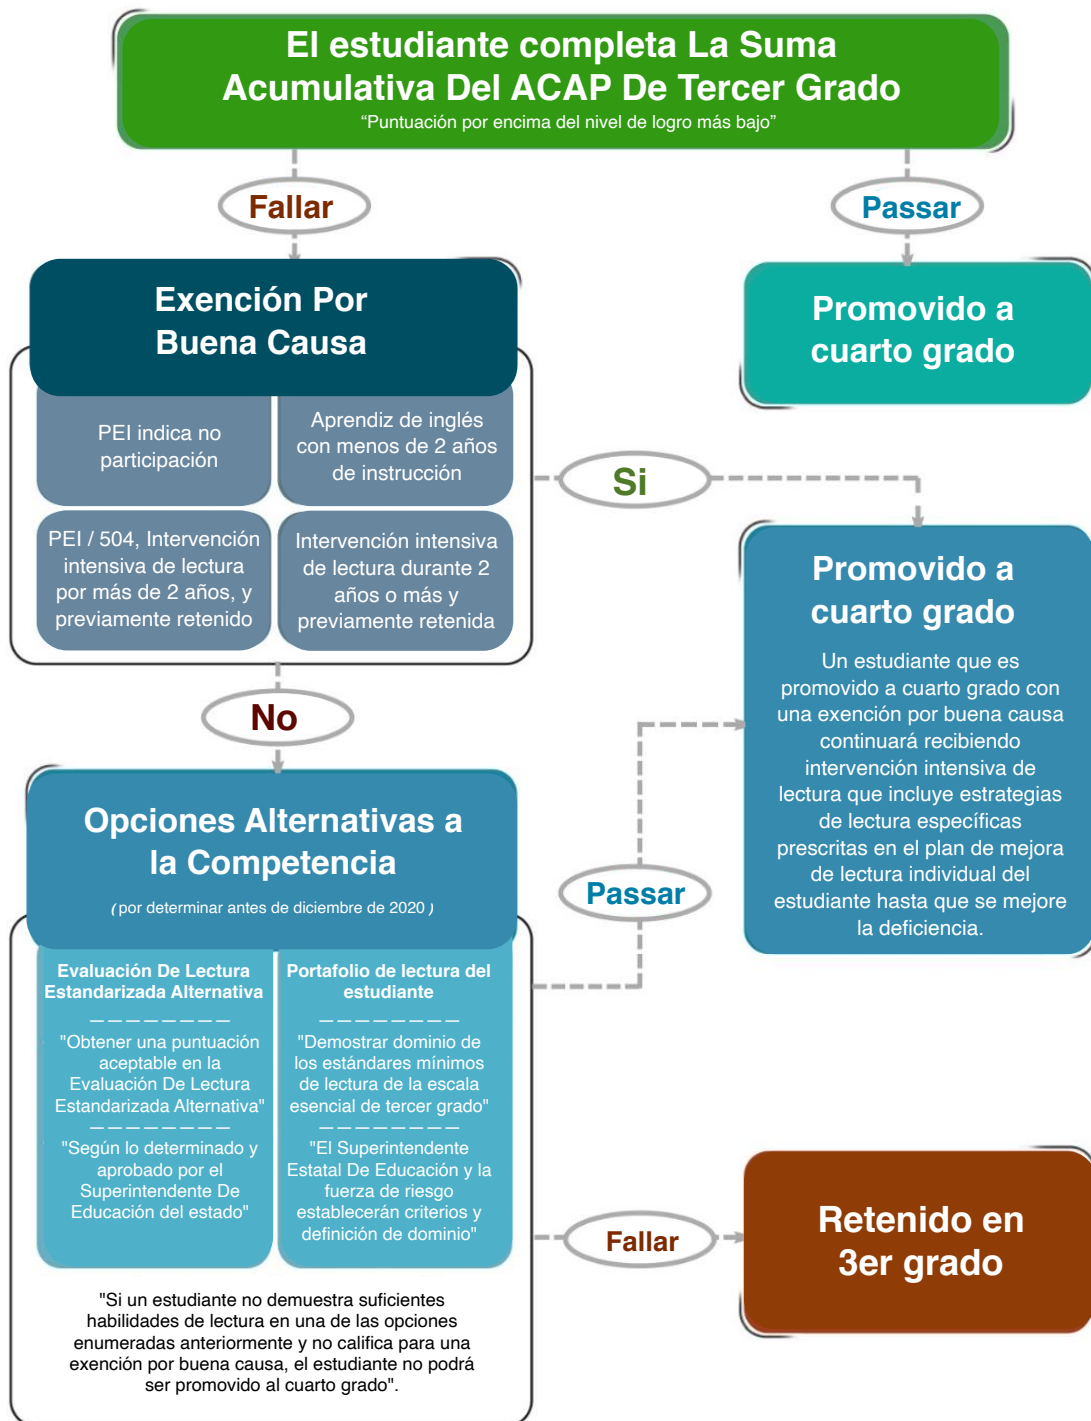 El estudiante completa La Suma
Acumulativa Del ACAP De Tercer Grado
“Puntuación por encima del nivel de logro más bajo”
Fallar
Passar
Exención Por
Buena Causa
Promovido a
cuarto grado
PEI indica no
participación
Aprendiz de inglés
con menos de 2 años
de instrucción
PEI / 504, Intervención
intensiva de lectura
por más de 2 años, y
previamente retenido
Intervención intensiva
de lectura durante 2
años o más y
previamente retenida
Si
Promovido a
cuarto grado
Un estudiante que es
promovido a cuarto grado con
una exención por buena causa
continuará recibiendo
intervención intensiva de
lectura que incluye estrategias
de lectura específicas
prescritas en el plan de mejora
de lectura individual del
estudiante hasta que se mejore
la deficiencia.
No
Opciones Alternativas a
la Competencia
(por determinar antes de diciembre de 2020)
Passar
Evaluación De Lectura
Estandarizada Alternativa
"Obtener una puntuación
aceptable en la
Evaluación De Lectura
Estandarizada Alternativa"
"Según lo determinado y
aprobado por el
Superintendente De
Educación del estado"
Portafolio de lectura del
estudiante
"Demostrar dominio de
los estándares mínimos
de lectura de la escala
esencial de tercer grado"
"El Superintendente
Estatal De Educación y la
fuerza de riesgo
establecerán criterios y
definición de dominio"
Fallar
Retenido en
3er grado
"Si un estudiante no demuestra suficientes
habilidades de lectura en una de las opciones
enumeradas anteriormente y no califica para una
exención por buena causa, el estudiante no podrá
ser promovido al cuarto grado".